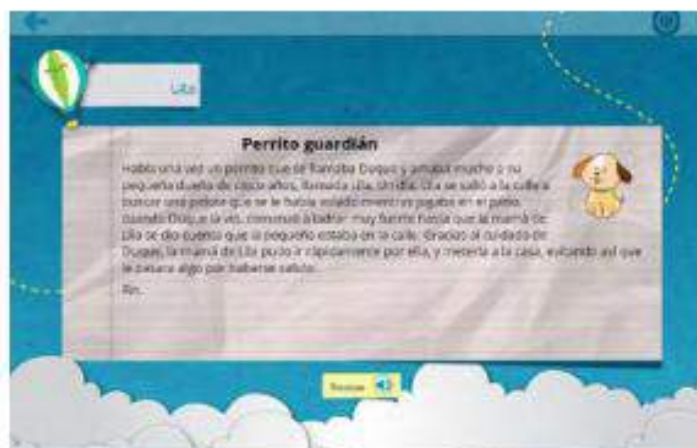 Lila
Perrito guardián
Había una vez un perrito que se llamaba Duque y amaba mucho a su
pequeña dueña de cinco años, llamada Lila. Un día, Lila se salió a la calle a
buscar una pelota que se le había volado mientras jugaba en el patio,
cuando Duque la vio, comenzó a ladrar muy fuerte hasta que la mamá de
Lila se dio cuenta que la pequeña estaba en la calle. Gracias al cuidado de
Duque, la mamá de Lila pudo ir rápidamente por ella, y meterla a la casa, evitando así que
le pasara algo por haberse salido.
Fin.